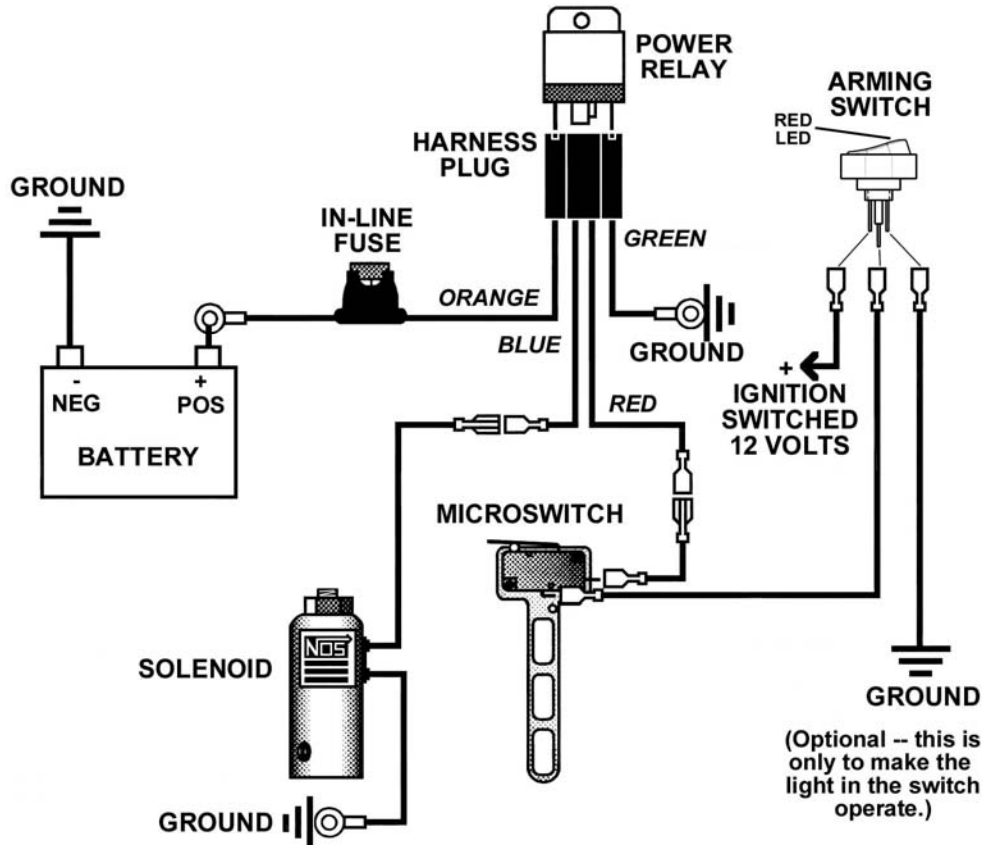 POWER
RELAY
ARMING
SWITCH
RED
LED
HARNESS
PLUG
GROUND
IN-LINE
FUSE
GREEN
ORANGE
BLUE
GROUND
+
IGNITION
SWITCHED
12 VOLTS
-
NEG
+
POS
BATTERY
RED
MICROSWITCH
NOS
SOLENOID
GROUND
GROUND
(Optional -- this is
only to make the
light in the switch
operate.)